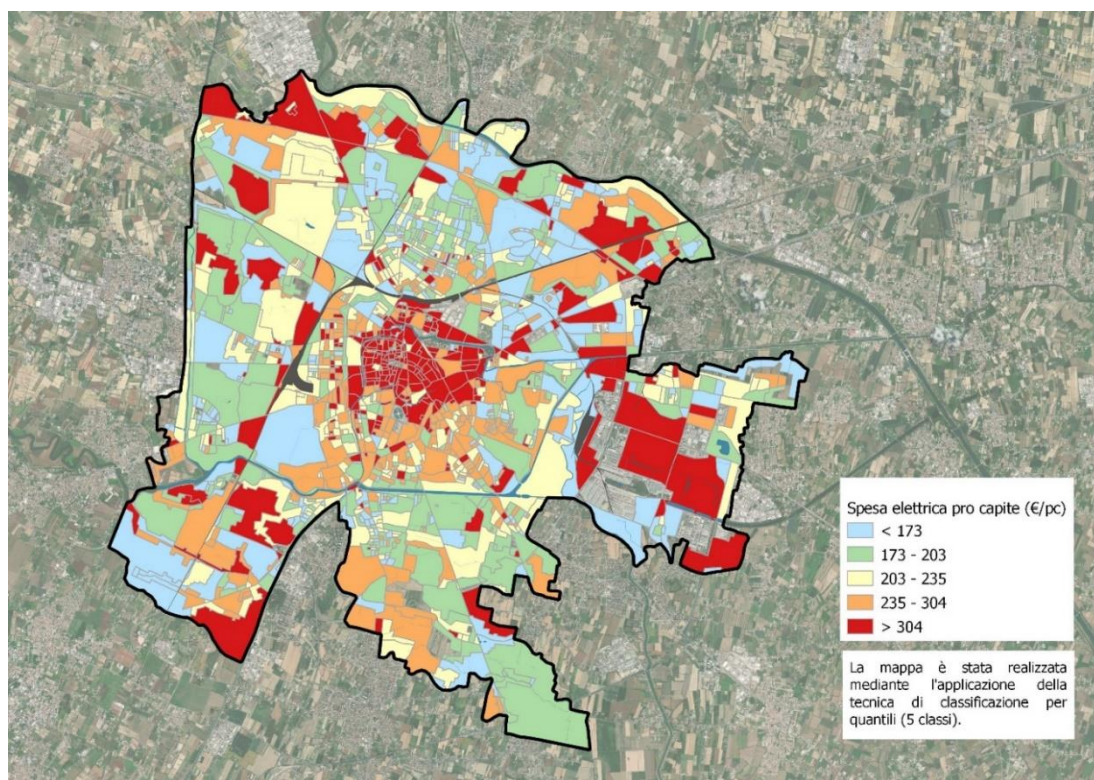 Spesa elettrica pro capite (€/pc)
< 173
173 - 203
203 - 235
235 - 304
> 304
La mappa è stata realizzata
mediante l'applicazione della
tecnica di classificazione per
quantili (5 classi).